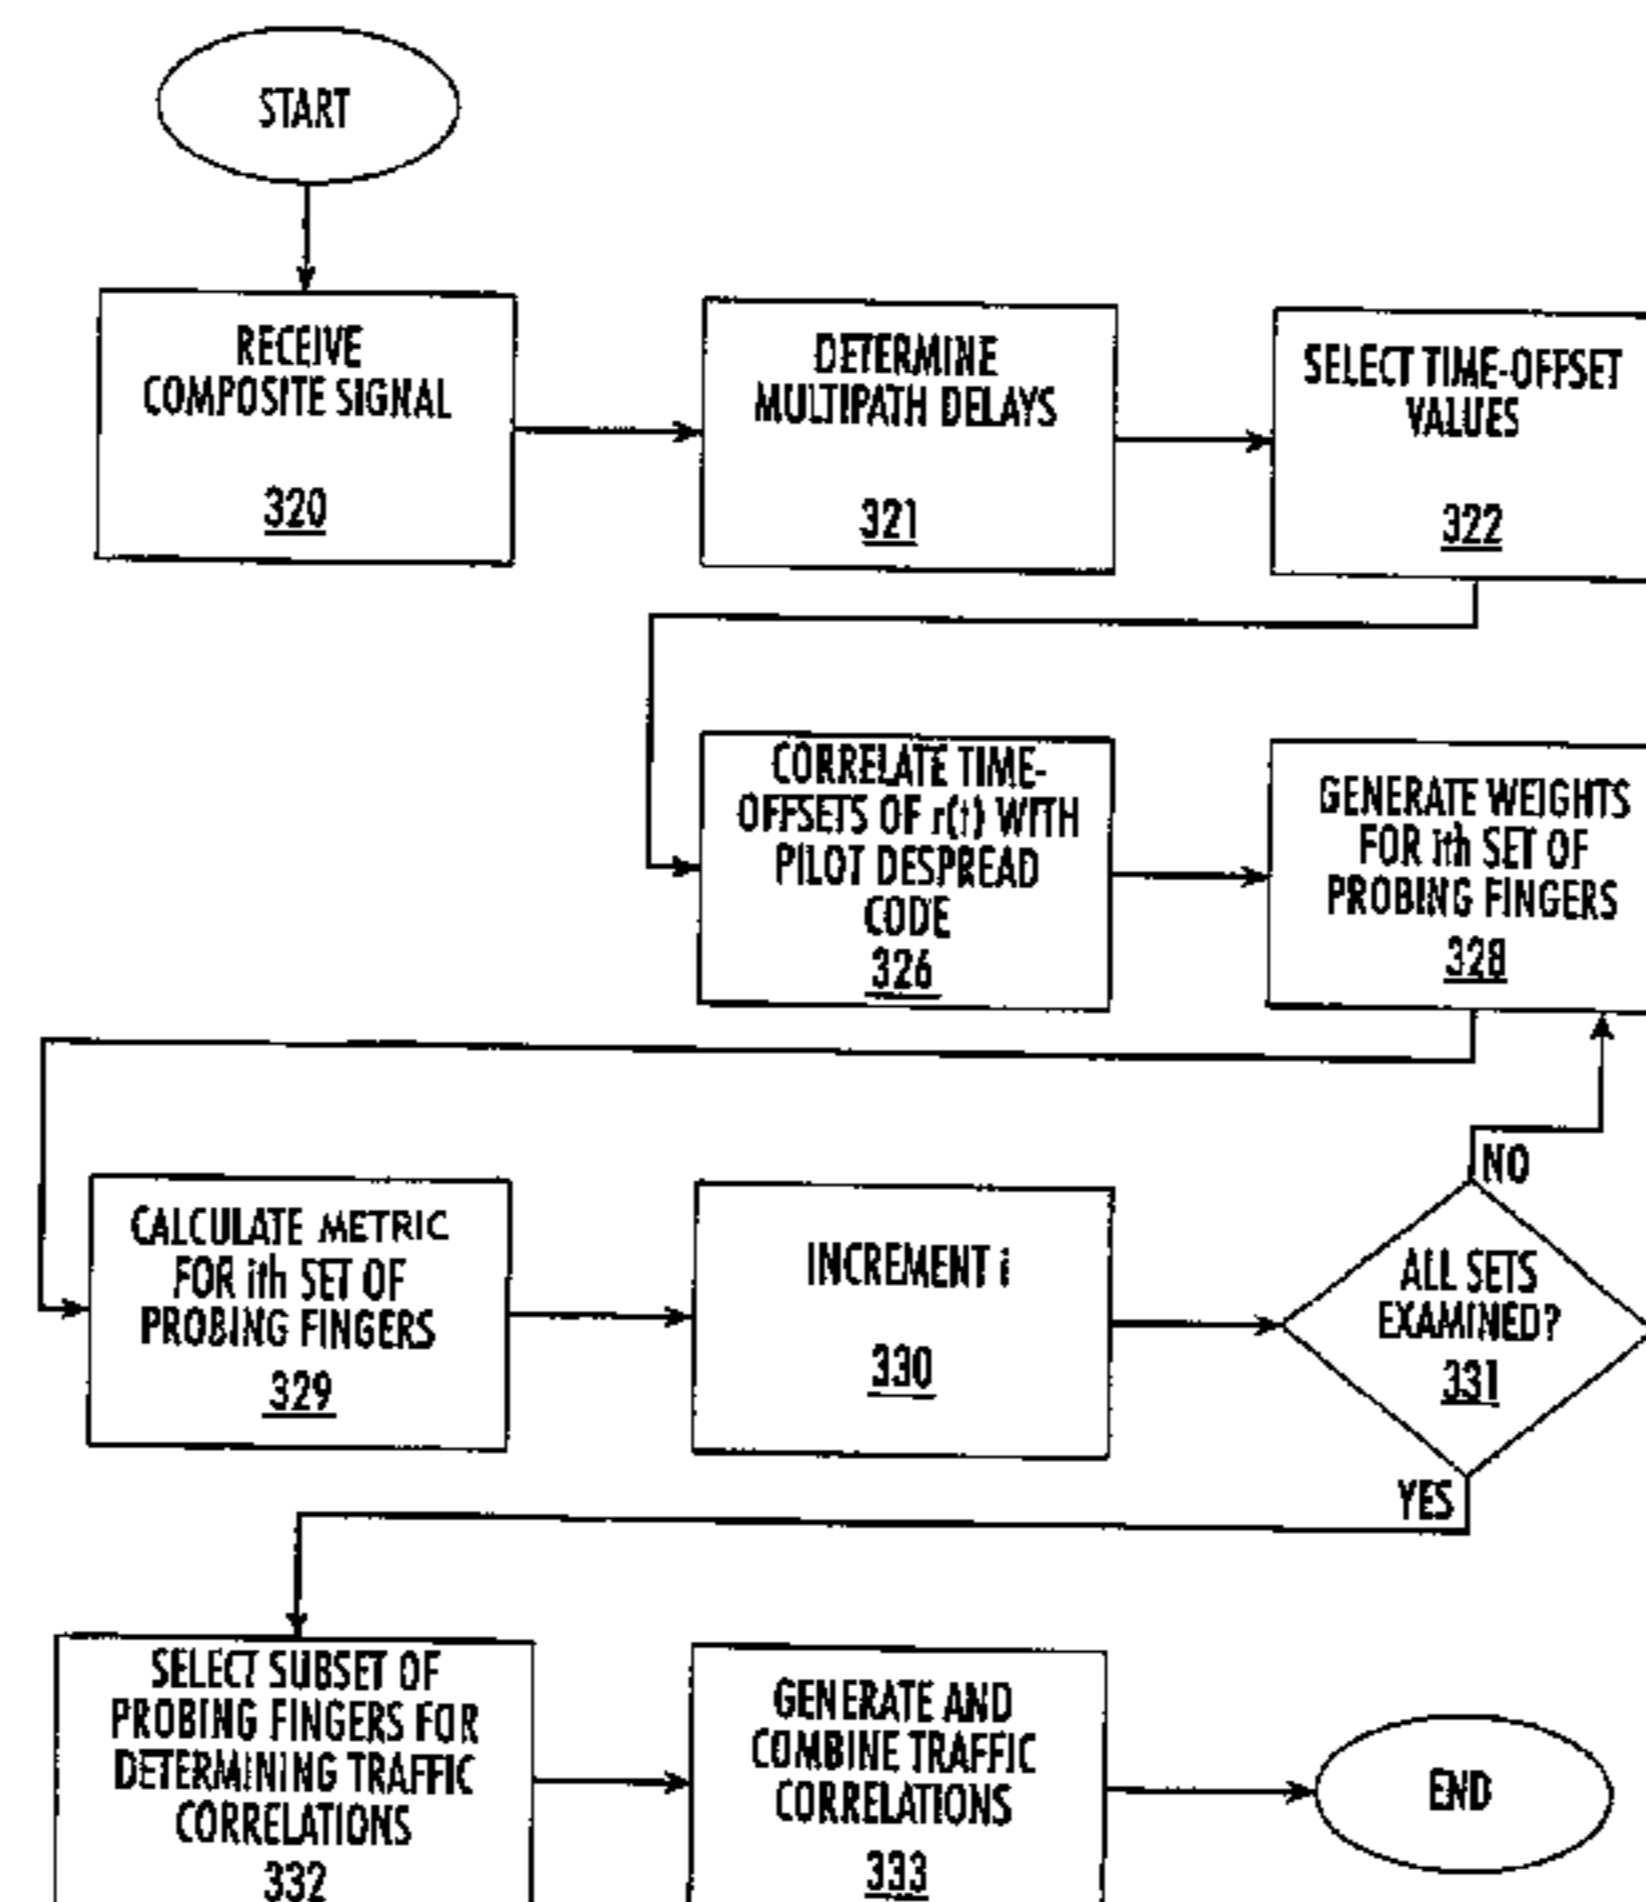 START
RECEIVE
COMPOSITE SIGNAL
320
DETERMINE
MULTIPATH DELAYS
321
SELECT TIME-OFFSET
VALUES
322
CORRELATE TIME-
OFFSETS OF r(t) WITH
PILOT DESPREAD
CODE
326
GENERATE WEIGHTS
FOR ith SET OF
PROBING FINGERS
328
CALCULATE METRIC
FOR ith SET OF
PROBING FINGERS
329
INCREMENT i
330
NO
ALL SETS
EXAMINED?
331
YES
SELECT SUBSET OF
PROBING FINGERS FOR
DETERMINING TRAFFIC
CORRELATIONS
332
GENERATE AND
COMBINE TRAFFIC
CORRELATIONS
333
END